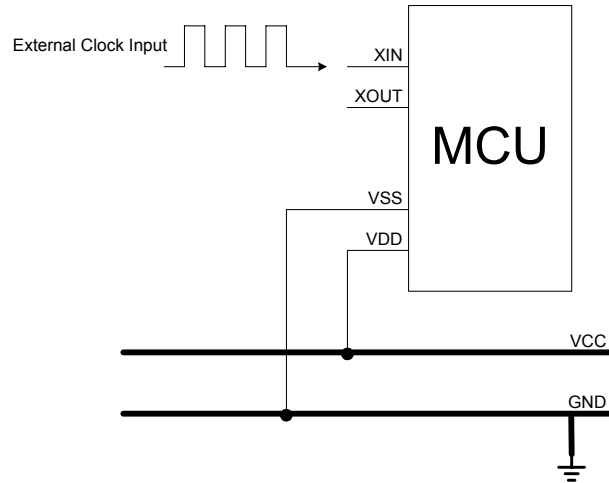 External Clock Input
XIN
XOUT
MCU
VSS
VDD
VCC
GND